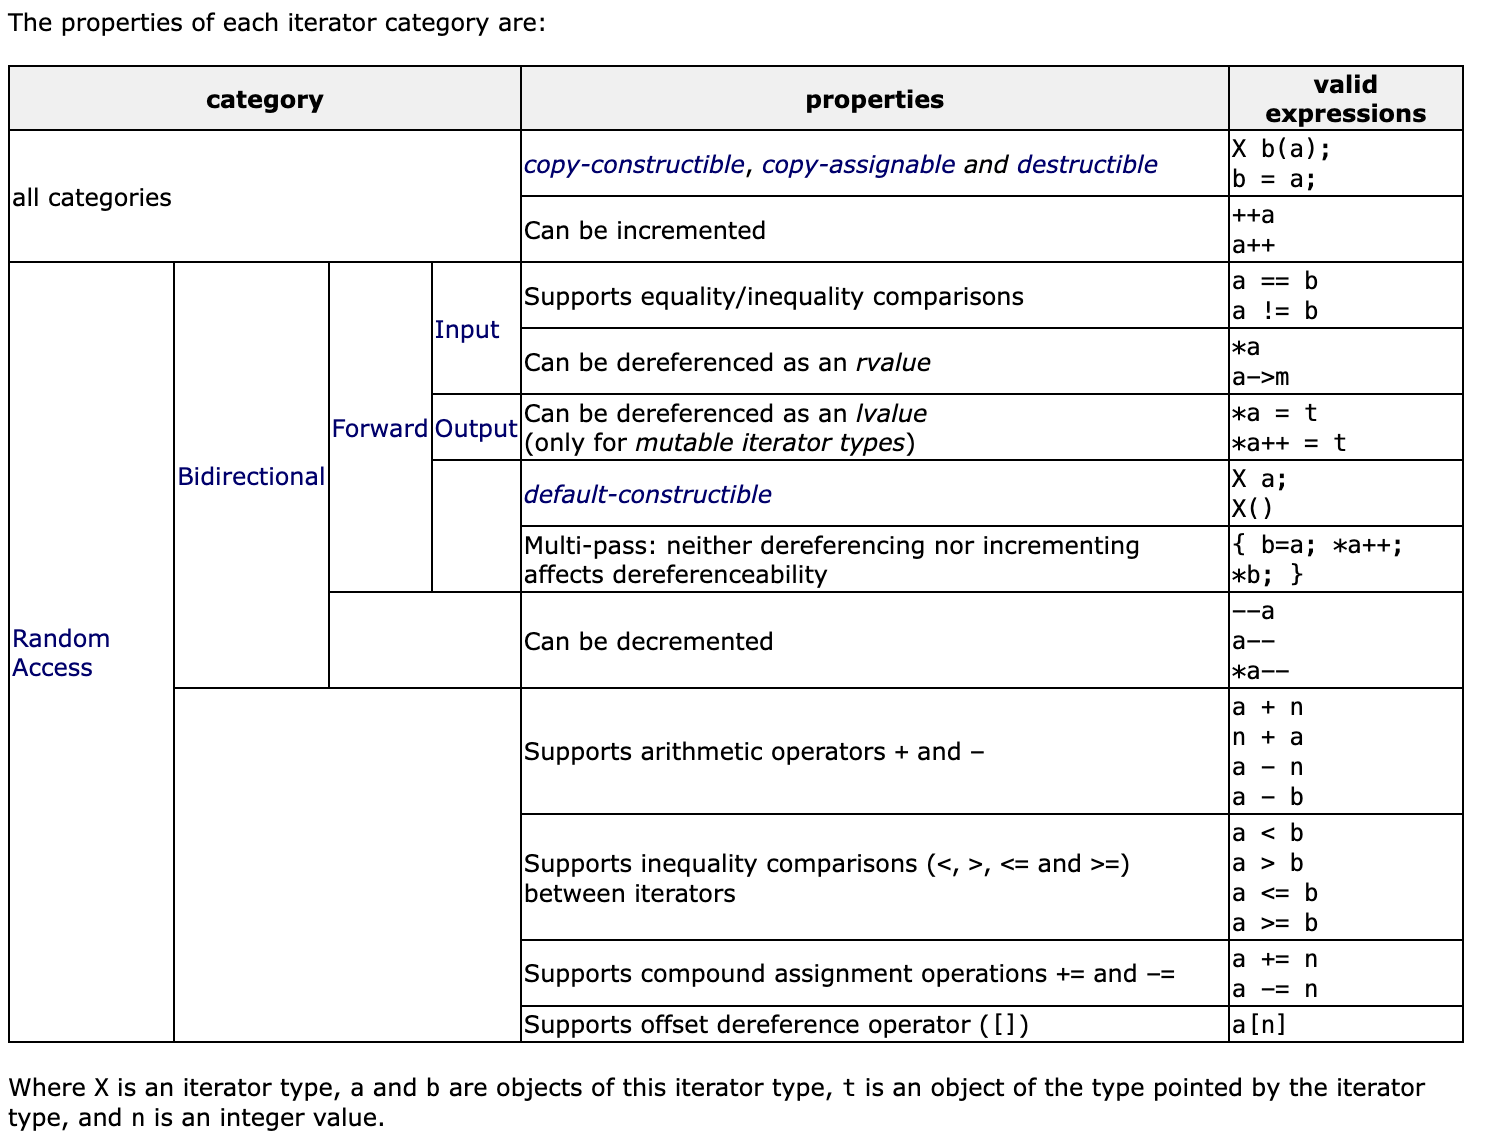 The properties of each iterator category are:
category properties valid
expressions
all categories
copy-constructible, copy-assignable and destructible
X b(a);
b = a;
Can be incremented
++a
a++
Random
Access
Bidirectional
Forward
Input
Supports equality/inequality comparisons
a == b
a != b
Can be dereferenced as an rvalue
*a
a->m
Output
Can be dereferenced as an lvalue
(only for mutable iterator types)
*a = t
*a++ = t
default-constructible
X a;
X()
Multi-pass: neither dereferencing nor incrementing
affects dereferenceability
{ b=a; *a++;
*b; }
Can be decremented
--a
a--
*a--
Supports arithmetic operators + and -
a + n
n + a
a - n
a - b
Supports inequality comparisons (<, >, <= and >=)
between iterators
a < b
a > b
a <= b
a >= b
Supports compound assignment operations += and -=
a += n
a -= n
Supports offset dereference operator ([])
a[n]
Where X is an iterator type, a and b are objects of this iterator type, t is an object of the type pointed by the iterator
type, and n is an integer value.